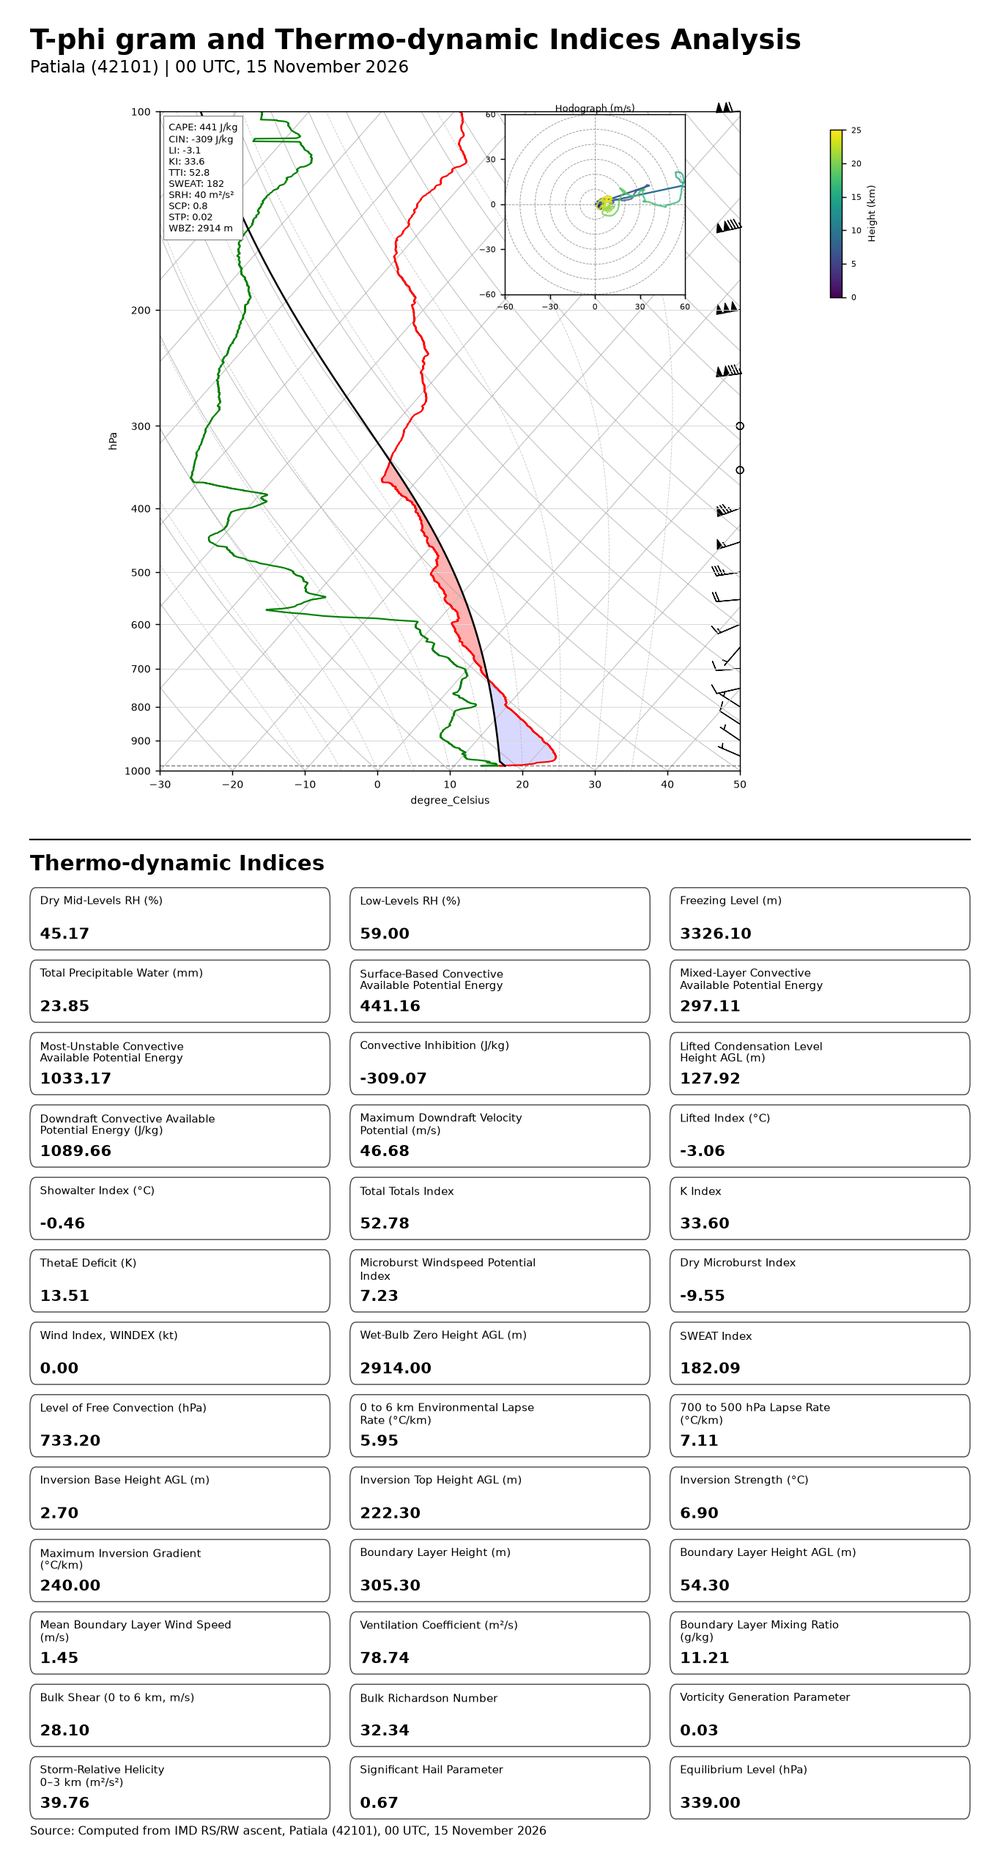 T-phi gram and Thermo-dynamic Indices Analysis
Patiala (42101) | 00 UTC, 15 November 2026
CAPE: 441 J/kg
CIN: -309 J/kg
LI: -3.1
KI: 33.6
TTI: 52.8
SWEAT: 182
SRH: 40 m²/s²
SCP: 0.8
STP: 0.02
WBZ: 2914 m
Hodograph (m/s)
60
30
0
−30
−60
−60 −30 0 30 60
25
20
15
10
5
0
Height (km)
100
200
300
400
500
600
700
800
900
1000
hPa
−30 −20 −10 0 10 20 30 40 50
degree_Celsius
Thermo-dynamic Indices
Dry Mid-Levels RH (%)
45.17
Low-Levels RH (%)
59.00
Freezing Level (m)
3326.10
Total Precipitable Water (mm)
23.85
Surface-Based Convective
Available Potential Energy
441.16
Mixed-Layer Convective
Available Potential Energy
297.11
Most-Unstable Convective
Available Potential Energy
1033.17
Convective Inhibition (J/kg)
-309.07
Lifted Condensation Level
Height AGL (m)
127.92
Downdraft Convective Available
Potential Energy (J/kg)
1089.66
Maximum Downdraft Velocity
Potential (m/s)
46.68
Lifted Index (°C)
-3.06
Showalter Index (°C)
-0.46
Total Totals Index
52.78
K Index
33.60
ThetaE Deficit (K)
13.51
Microburst Windspeed Potential
Index
7.23
Dry Microburst Index
-9.55
Wind Index, WINDEX (kt)
0.00
Wet-Bulb Zero Height AGL (m)
2914.00
SWEAT Index
182.09
Level of Free Convection (hPa)
733.20
0 to 6 km Environmental Lapse
Rate (°C/km)
5.95
700 to 500 hPa Lapse Rate
(°C/km)
7.11
Inversion Base Height AGL (m)
2.70
Inversion Top Height AGL (m)
222.30
Inversion Strength (°C)
6.90
Maximum Inversion Gradient
(°C/km)
240.00
Boundary Layer Height (m)
305.30
Boundary Layer Height AGL (m)
54.30
Mean Boundary Layer Wind Speed
(m/s)
1.45
Ventilation Coefficient (m²/s)
78.74
Boundary Layer Mixing Ratio
(g/kg)
11.21
Bulk Shear (0 to 6 km, m/s)
28.10
Bulk Richardson Number
32.34
Vorticity Generation Parameter
0.03
Storm-Relative Helicity
0–3 km (m²/s²)
39.76
Significant Hail Parameter
0.67
Equilibrium Level (hPa)
339.00
Source: Computed from IMD RS/RW ascent, Patiala (42101), 00 UTC, 15 November 2026